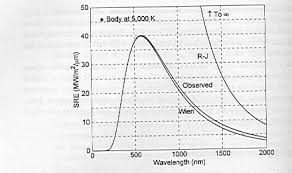 ♦ Body at 5,000 K
↑ To ∞
R-J
Observed
Wien
SRE (MW/m²/μm)
50
40
30
20
10
0
0
500
1000
1500
2000
Wavelength (nm)